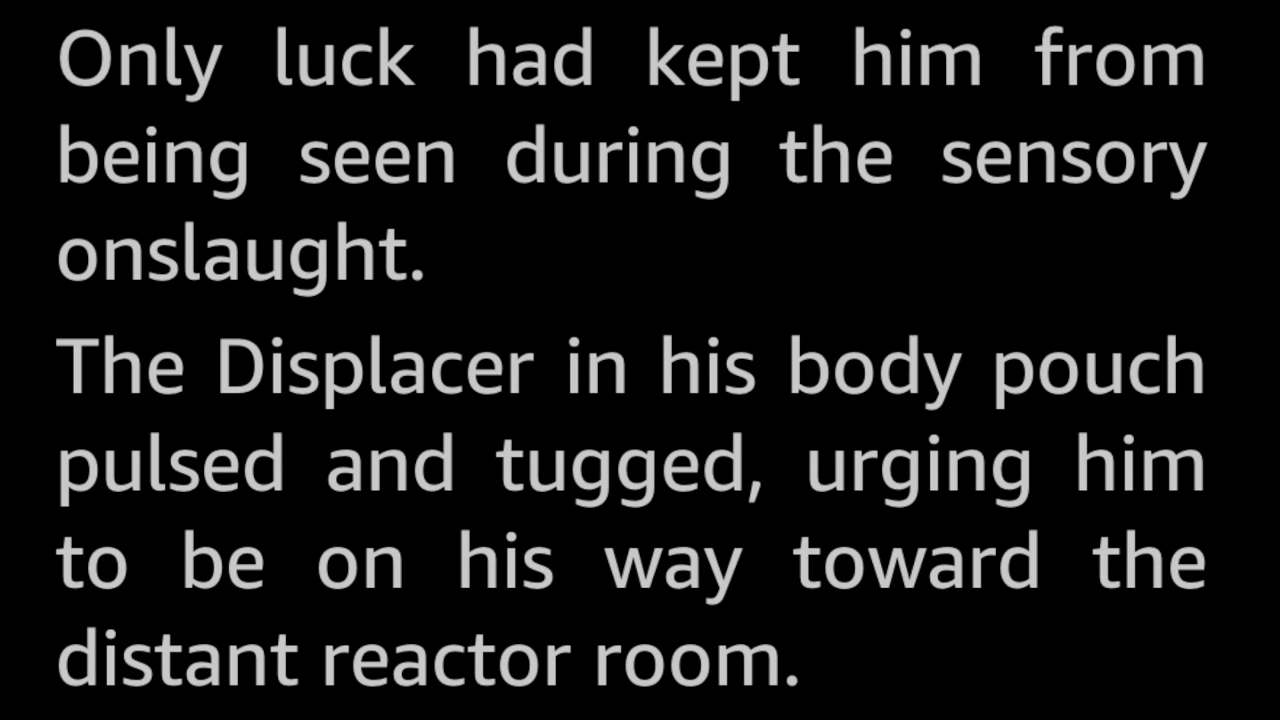 Only luck had kept him from
being seen during the sensory
onslaught.
The Displacer in his body pouch
pulsed and tugged, urging him
to be on his way toward the
distant reactor room.